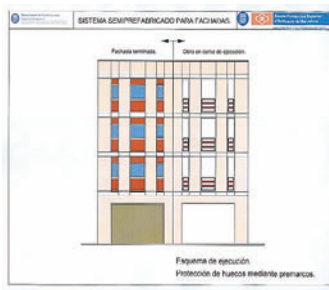 SISTEMA SEMIPREFABRICADO PARA FACHADAS.
Fachada terminada.
Obra en curso de ejecución.
Esquema de ejecución.
Protección de huecos mediante premarcos.